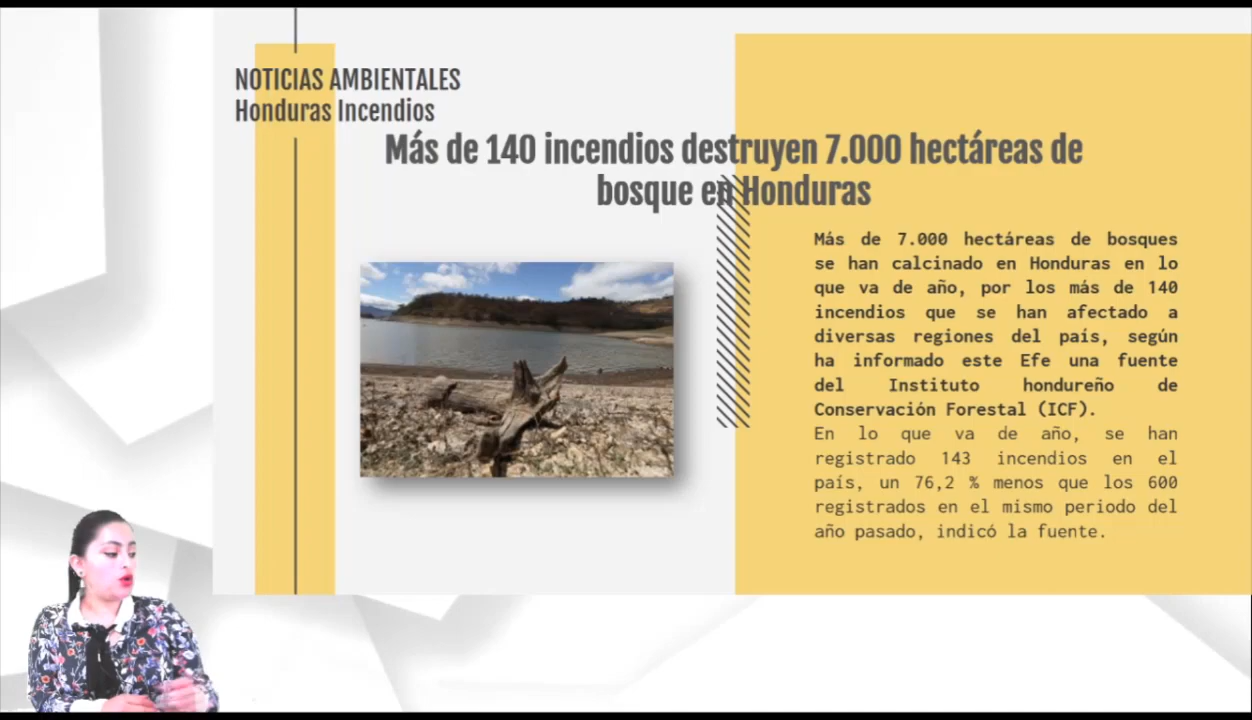 NOTICIAS AMBIENTALES
Honduras Incendios
Más de 140 incendios destruyen 7.000 hectáreas de
bosque en Honduras
Más de 7.000 hectáreas de bosques
se han calcinado en Honduras en lo
que va de año, por los más de 140
incendios que se han afectado a
diversas regiones del país, según
ha informado este Efe una fuente
del Instituto hondureño de
Conservación Forestal (ICF).
En lo que va de año, se han
registrado 143 incendios en el
país, un 76,2 % menos que los 600
registrados en el mismo periodo del
año pasado, indicó la fuente.